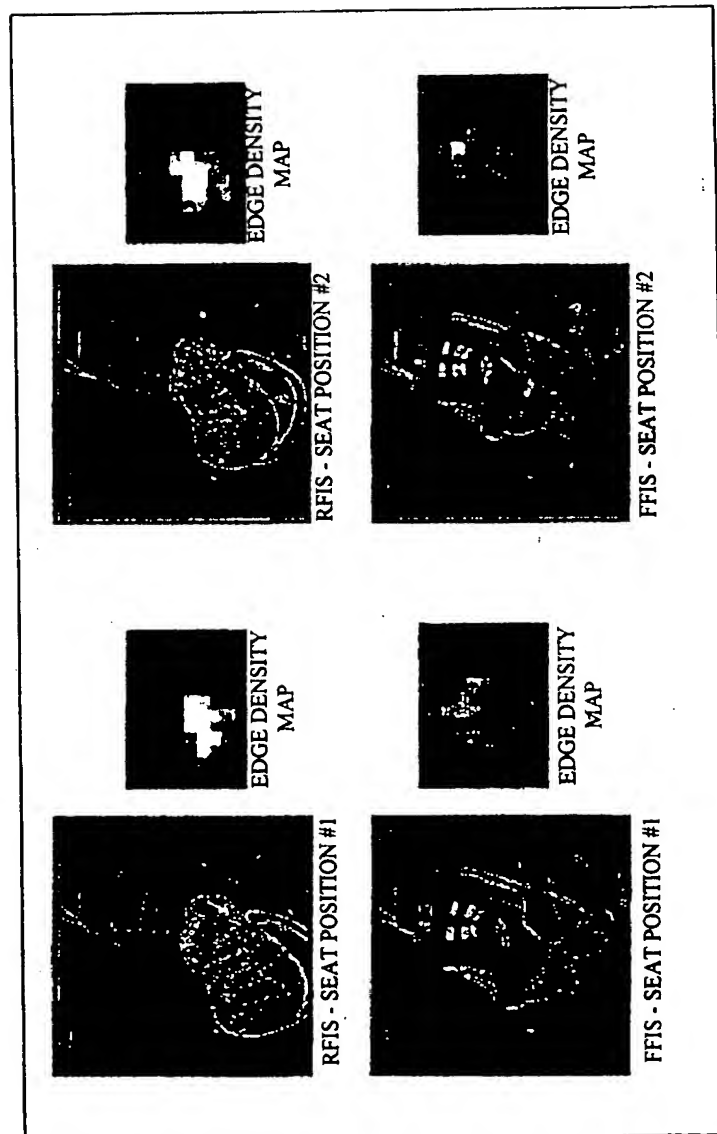 RFIS - SEAT POSITION #1
EDGE DENSITY
MAP
RFIS - SEAT POSITION #2
EDGE DENSITY
MAP
FFIS - SEAT POSITION #1
EDGE DENSITY
MAP
FFIS - SEAT POSITION #2
EDGE DENSITY
MAP